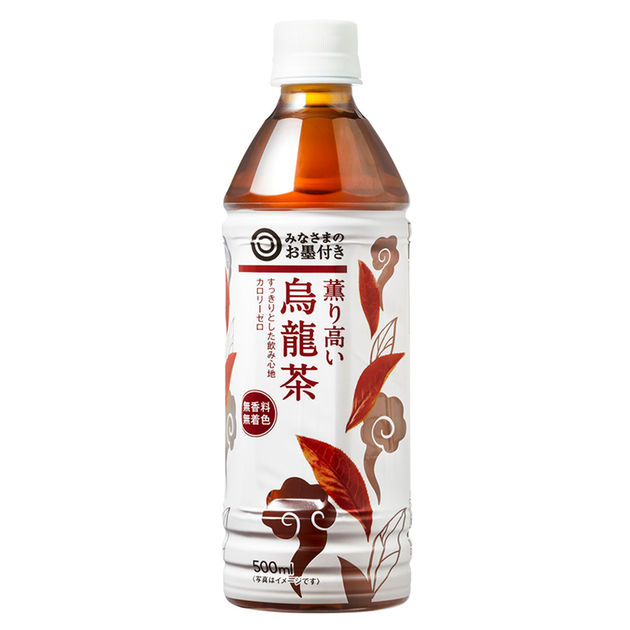 みなさまの
お墨付き
薫り高い
烏龍茶
すっきりとした飲み心地
カロリーゼロ
無香料
無着色
500ml
(写真はイメージです)